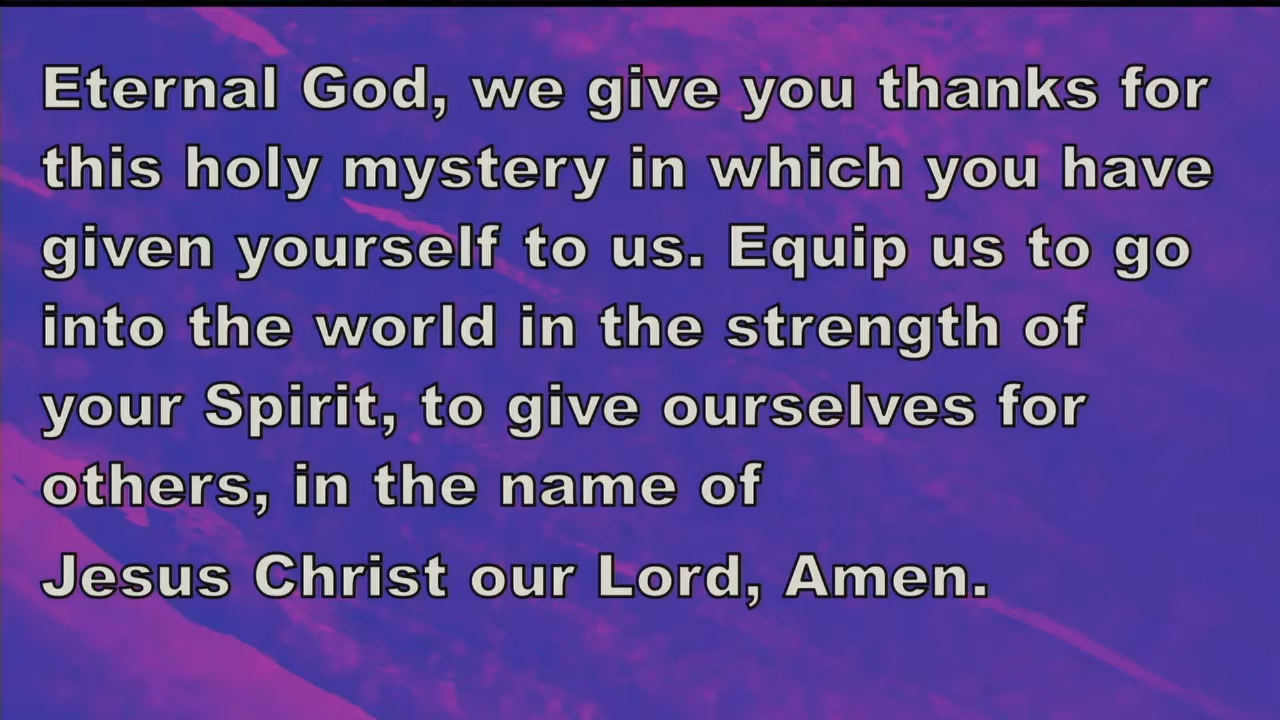 Eternal God, we give you thanks for
this holy mystery in which you have
given yourself to us. Equip us to go
into the world in the strength of
your Spirit, to give ourselves for
others, in the name of
Jesus Christ our Lord, Amen.